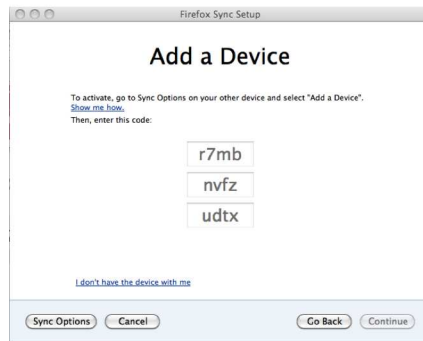 Firefox Sync Setup
Add a Device
To activate, go to Sync Options on your other device and select "Add a Device".
Show me how.
Then, enter this code:
r7mb
nvfz
udtx
I don't have the device with me
Sync Options Cancel Go Back Continue